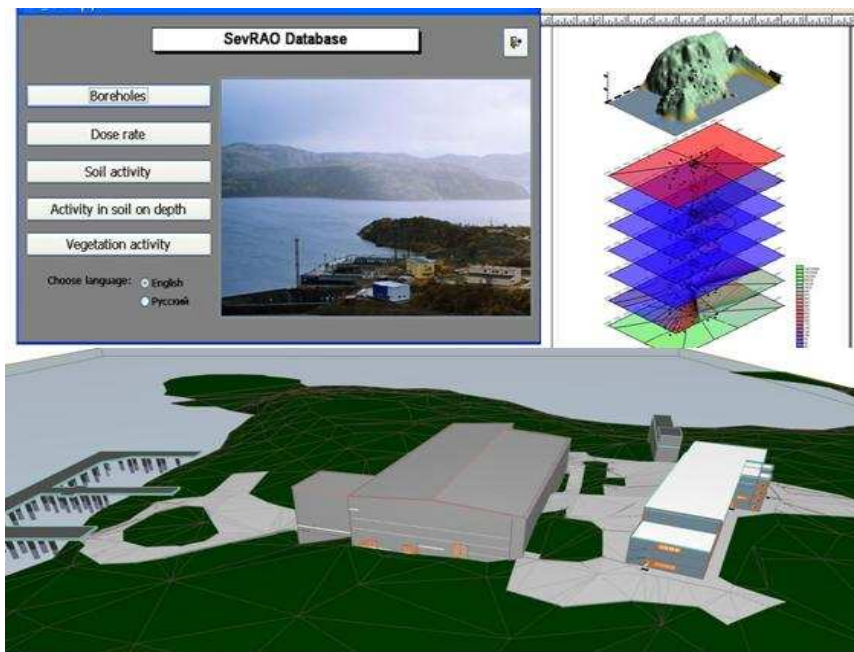 SevRAO Database
Boreholes
Dose rate
Soil activity
Activity in soil on depth
Vegetation activity
Choose language:
English
Русский